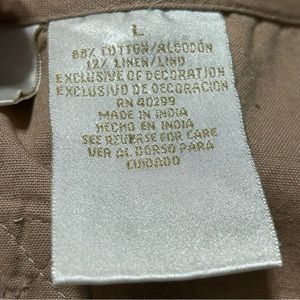 L
88% COTTON/ALGODÓN
12% LINEN/LINO
EXCLUSIVE OF DECORATION
EXCLUSIVO DE DECORACION
RN 40299
MADE IN INDIA
HECHO EN INDIA
SEE REVERSE FOR CARE
VER AL DORSO PARA
CUIDADO